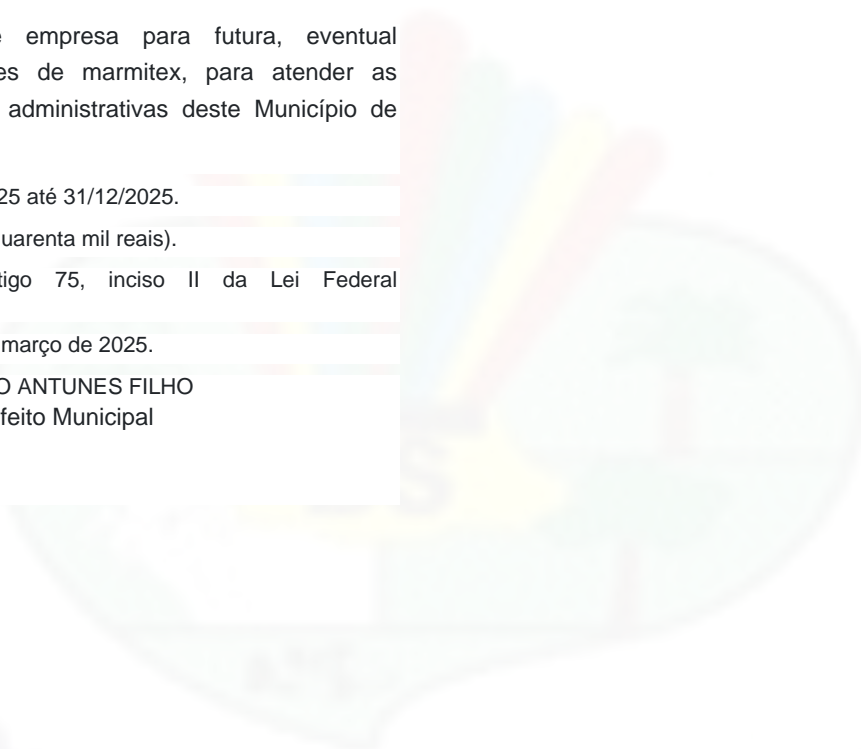 empresa para futura, eventual
de marmitex, para atender as
administrativas deste Município de
25 até 31/12/2025.
uarenta mil reais).
tigo 75, inciso II da Lei Federal
março de 2025.
O ANTUNES FILHO
feito Municipal